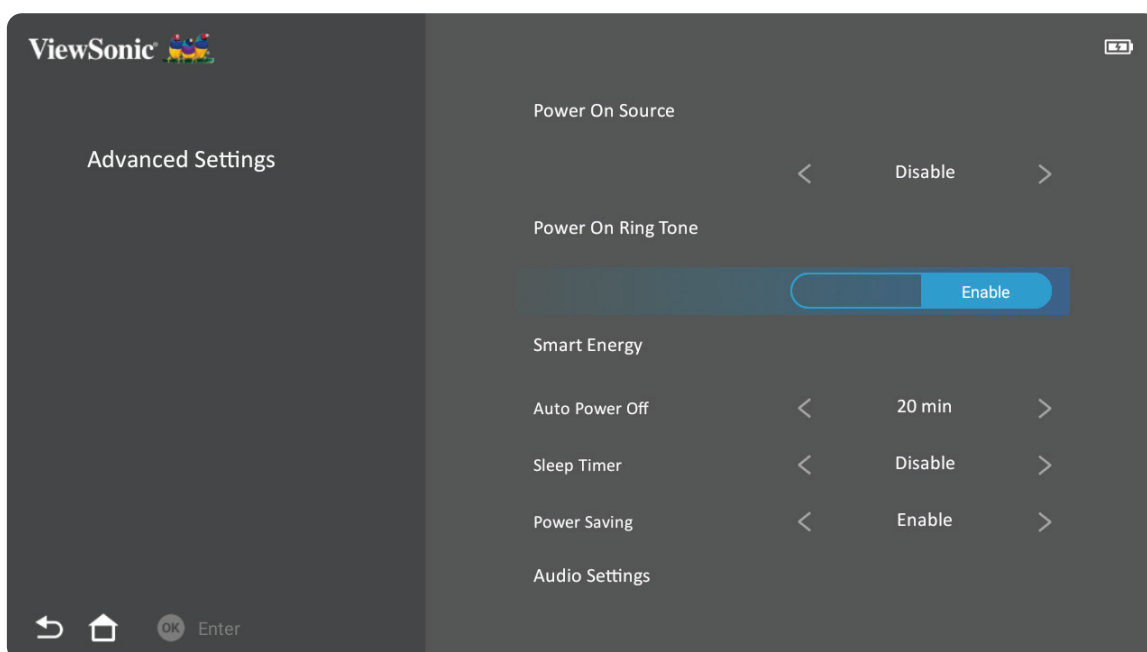 ViewSonic
Advanced Settings
Power On Source
Disable
Power On Ring Tone
Enable
Smart Energy
Auto Power Off 20 min
Sleep Timer Disable
Power Saving Enable
Audio Settings
OK Enter